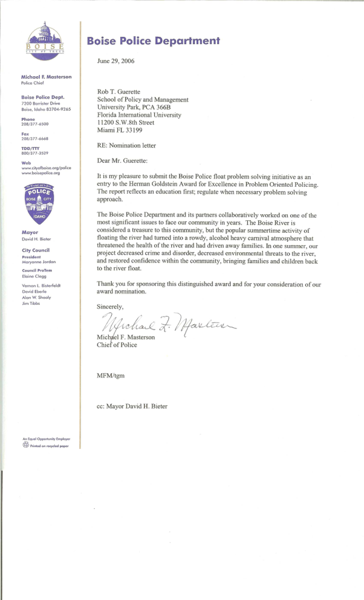 BOISE
Boise Police Department
Michael F. Masterson
Police Chief
Boise Police Dept.
7200 Barrister Drive
Boise, Idaho 83704-9265
Phone
208/377-6500
Fax
TDD/TTY
800/377-3529
Web
www.cityofboise.org/police
www.boisepolice.org
POLICE
BOISE CITY
IDAHO
Mayor
David H. Bieter
City Council
President
Maryanne Jordan
Council ProTem
Elaine Clegg
Vernon L. Bisterfeldt
David Eberle
Alan W. Shealy
Jim Tibbs
An Equal Opportunity Employer
Printed on recycled paper
June 29, 2006
Rob T. Guerette
School of Policy and Management
University Park, PCA 366B
Florida International University
11200 S.W. 8th Street
Miami FL 33199
RE: Nomination letter
Dear Mr. Guerette:
It is my pleasure to submit the Boise Police float problem solving initiative as an
entry to the Herman Goldstein Award for Excellence in Problem Oriented Policing.
The report reflects an education first; regulate when necessary problem solving
approach.
The Boise Police Department and its partners collaboratively worked on one of the
most significant issues to face our community in years. The Boise River is
considered a treasure to this community, but the popular summertime activity of
floating the river had turned into a rowdy, alcohol heavy carnival atmosphere that
threatened the health of the river and had driven away families. In one summer, our
project decreased crime and disorder, decreased environmental threats to the river,
and restored confidence within the community, bringing families and children back
to the river float.
Thank you for sponsoring this distinguished award and for your consideration of our
award nomination.
Sincerely,
Michael F. Masterson
Michael F. Masterson
Chief of Police
MFM/tgm
cc: Mayor David H. Bieter